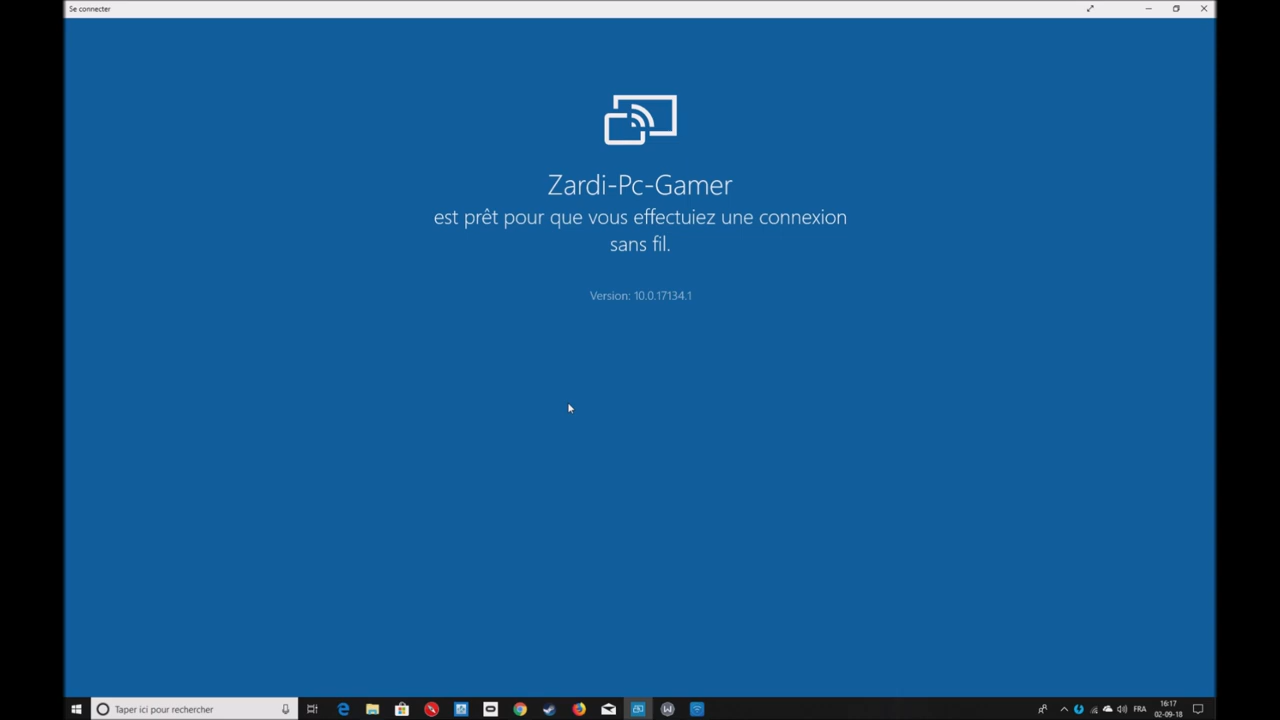 Se connecter
Zardi-Pc-Gamer
est prêt pour que vous effectuiez une connexion
sans fil.
Version: 10.0.17134.1
Taper ici pour rechercher
FRA
16:17
02-09-18